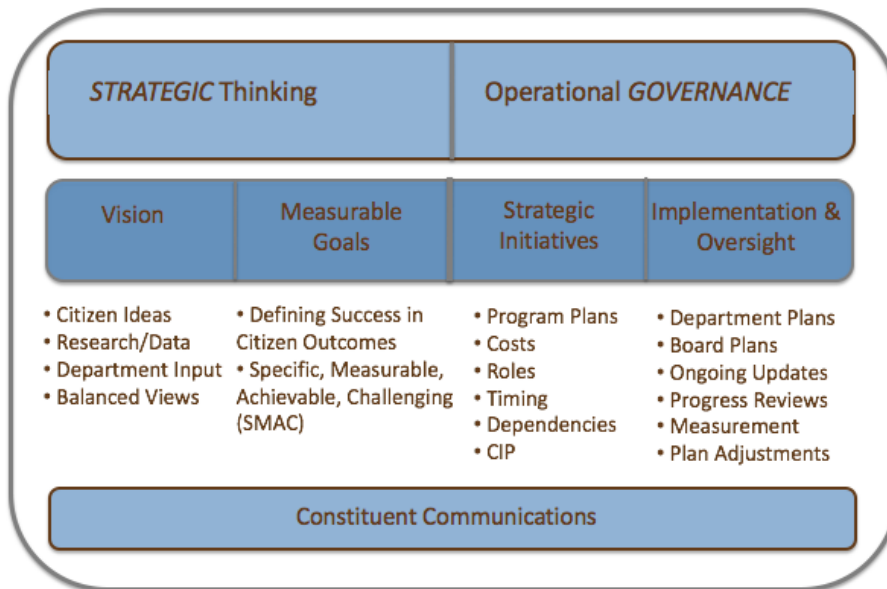 STRATEGIC Thinking
Operational GOVERNANCE
Vision
Measurable
Goals
Strategic
Initiatives
Implementation &
Oversight
• Citizen Ideas
• Research/Data
• Department Input
• Balanced Views
• Defining Success in
Citizen Outcomes
• Specific, Measurable,
Achievable, Challenging
(SMAC)
• Program Plans
• Costs
• Roles
• Timing
• Dependencies
• CIP
• Department Plans
• Board Plans
• Ongoing Updates
• Progress Reviews
• Measurement
• Plan Adjustments
Constituent Communications